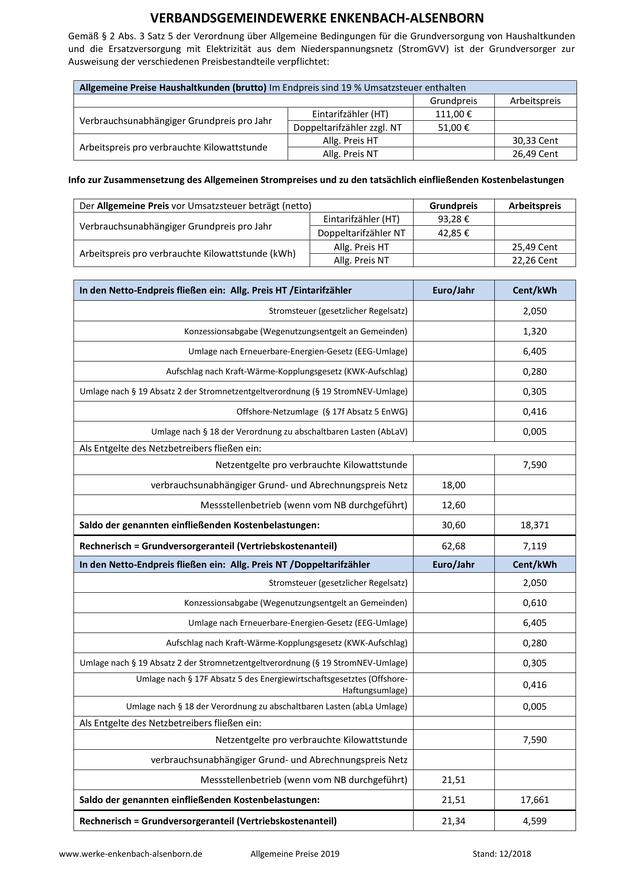 VERBANDSGEMEINDEWERKE ENKENBACH-ALSENBORN
Gemäß § 2 Abs. 3 Satz 5 der Verordnung über Allgemeine Bedingungen für die Grundversorgung von Haushaltkunden
und die Ersatzversorgung mit Elektrizität aus dem Niederspannungsnetz (StromGVV) ist der Grundversorger zur
Ausweisung der verschiedenen Preisbestandteile verpflichtet:
Allgemeine Preise Haushaltkunden (brutto) Im Endpreis sind 19 % Umsatzsteuer enthalten
Grundpreis Arbeitspreis
Verbrauchsunabhängiger Grundpreis pro Jahr Eintarifzähler (HT) 111,00 €
Doppeltarifzähler zzgl. NT 51,00 €
Arbeitspreis pro verbrauchte Kilowattstunde Allg. Preis HT 30,33 Cent
Allg. Preis NT 26,49 Cent
Info zur Zusammensetzung des Allgemeinen Strompreises und zu den tatsächlich einfließenden Kostenbelastungen
Der Allgemeine Preis vor Umsatzsteuer beträgt (netto) Grundpreis Arbeitspreis
Verbrauchsunabhängiger Grundpreis pro Jahr Eintarifzähler (HT) 93,28 €
Doppeltarifzähler NT 42,85 €
Arbeitspreis pro verbrauchte Kilowattstunde (kWh) Allg. Preis HT 25,49 Cent
Allg. Preis NT 22,26 Cent
In den Netto-Endpreis fließen ein: Allg. Preis HT /Eintarifzähler Euro/Jahr Cent/kWh
Stromsteuer (gesetzlicher Regelsatz) 2,050
Konzessionsabgabe (Wegenutzungsentgelt an Gemeinden) 1,320
Umlage nach Erneuerbare-Energien-Gesetz (EEG-Umlage) 6,405
Aufschlag nach Kraft-Wärme-Kopplungsgesetz (KWK-Aufschlag) 0,280
Umlage nach § 19 Absatz 2 der Stromnetzentgeltverordnung (§ 19 StromNEV-Umlage) 0,305
Offshore-Netzumlage (§ 17f Absatz 5 EnWG) 0,416
Umlage nach § 18 der Verordnung zu abschaltbaren Lasten (AbLaV) 0,005
Als Entgelte des Netzbetreibers fließen ein:
Netzentgelte pro verbrauchte Kilowattstunde 7,590
verbrauchsunabhängiger Grund- und Abrechnungspreis Netz 18,00
Messstellenbetrieb (wenn vom NB durchgeführt) 12,60
Saldo der genannten einfließenden Kostenbelastungen: 30,60 18,371
Rechnerisch = Grundversorgeranteil (Vertriebskostenanteil) 62,68 7,119
In den Netto-Endpreis fließen ein: Allg. Preis NT /Doppeltarifzähler Euro/Jahr Cent/kWh
Stromsteuer (gesetzlicher Regelsatz) 2,050
Konzessionsabgabe (Wegenutzungsentgelt an Gemeinden) 0,610
Umlage nach Erneuerbare-Energien-Gesetz (EEG-Umlage) 6,405
Aufschlag nach Kraft-Wärme-Kopplungsgesetz (KWK-Aufschlag) 0,280
Umlage nach § 19 Absatz 2 der Stromnetzentgeltverordnung (§ 19 StromNEV-Umlage) 0,305
Umlage nach § 17F Absatz 5 des Energiewirtschaftsgesetztes (Offshore-
Haftungsumlage) 0,416
Umlage nach § 18 der Verordnung zu abschaltbaren Lasten (abLa Umlage) 0,005
Als Entgelte des Netzbetreibers fließen ein:
Netzentgelte pro verbrauchte Kilowattstunde 7,590
verbrauchsunabhängiger Grund- und Abrechnungspreis Netz
Messstellenbetrieb (wenn vom NB durchgeführt) 21,51
Saldo der genannten einfließenden Kostenbelastungen: 21,51 17,661
Rechnerisch = Grundversorgeranteil (Vertriebskostenanteil) 21,34 4,599
www.werke-enkenbach-alsenborn.de Allgemeine Preise 2019 Stand: 12/2018